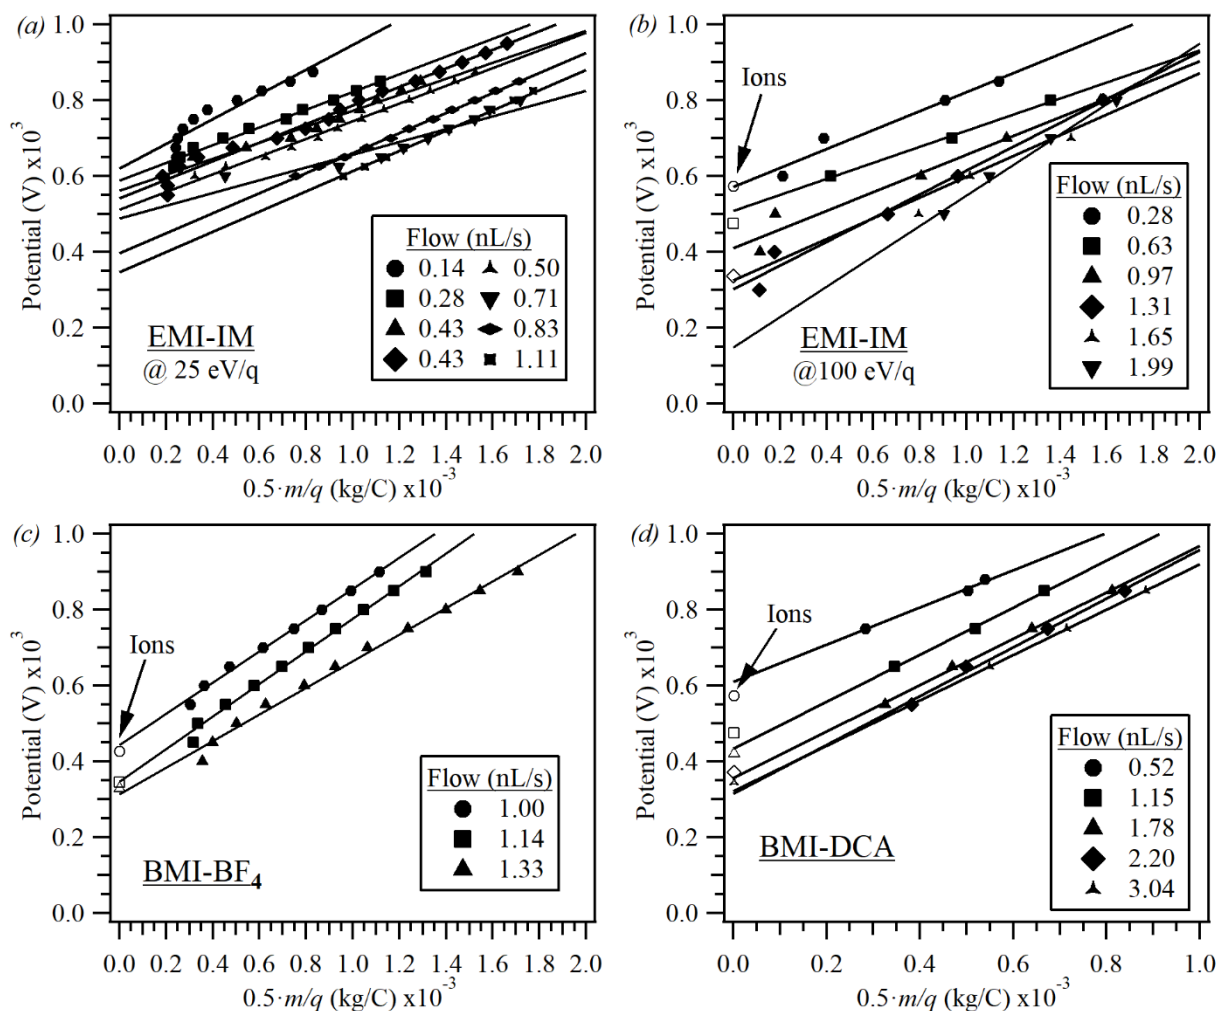 (a)
1.0
0.8
0.6
0.4
0.2
0.0
Potential (V) x10³
Flow (nL/s)
0.14 0.50
0.28 0.71
0.43 0.83
0.43 1.11
EMI-IM
@ 25 eV/q
0.0 0.2 0.4 0.6 0.8 1.0 1.2 1.4 1.6 1.8 2.0
0.5·m/q (kg/C) x10⁻³
(b)
1.0
0.8
0.6
0.4
0.2
0.0
Potential (V) x10³
Ions
Flow (nL/s)
0.28
0.63
0.97
1.31
1.65
1.99
EMI-IM
@100 eV/q
0.0 0.2 0.4 0.6 0.8 1.0 1.2 1.4 1.6 1.8 2.0
0.5·m/q (kg/C) x10⁻³
(c)
1.0
0.8
0.6
0.4
0.2
0.0
Potential (V) x10³
Ions
Flow (nL/s)
1.00
1.14
1.33
BMI-BF₄
0.0 0.2 0.4 0.6 0.8 1.0 1.2 1.4 1.6 1.8 2.0
0.5·m/q (kg/C) x10⁻³
(d)
1.0
0.8
0.6
0.4
0.2
0.0
Potential (V) x10³
Ions
Flow (nL/s)
0.52
1.15
1.78
2.20
3.04
BMI-DCA
0.0 0.2 0.4 0.6 0.8 1.0
0.5·m/q (kg/C) x10⁻³